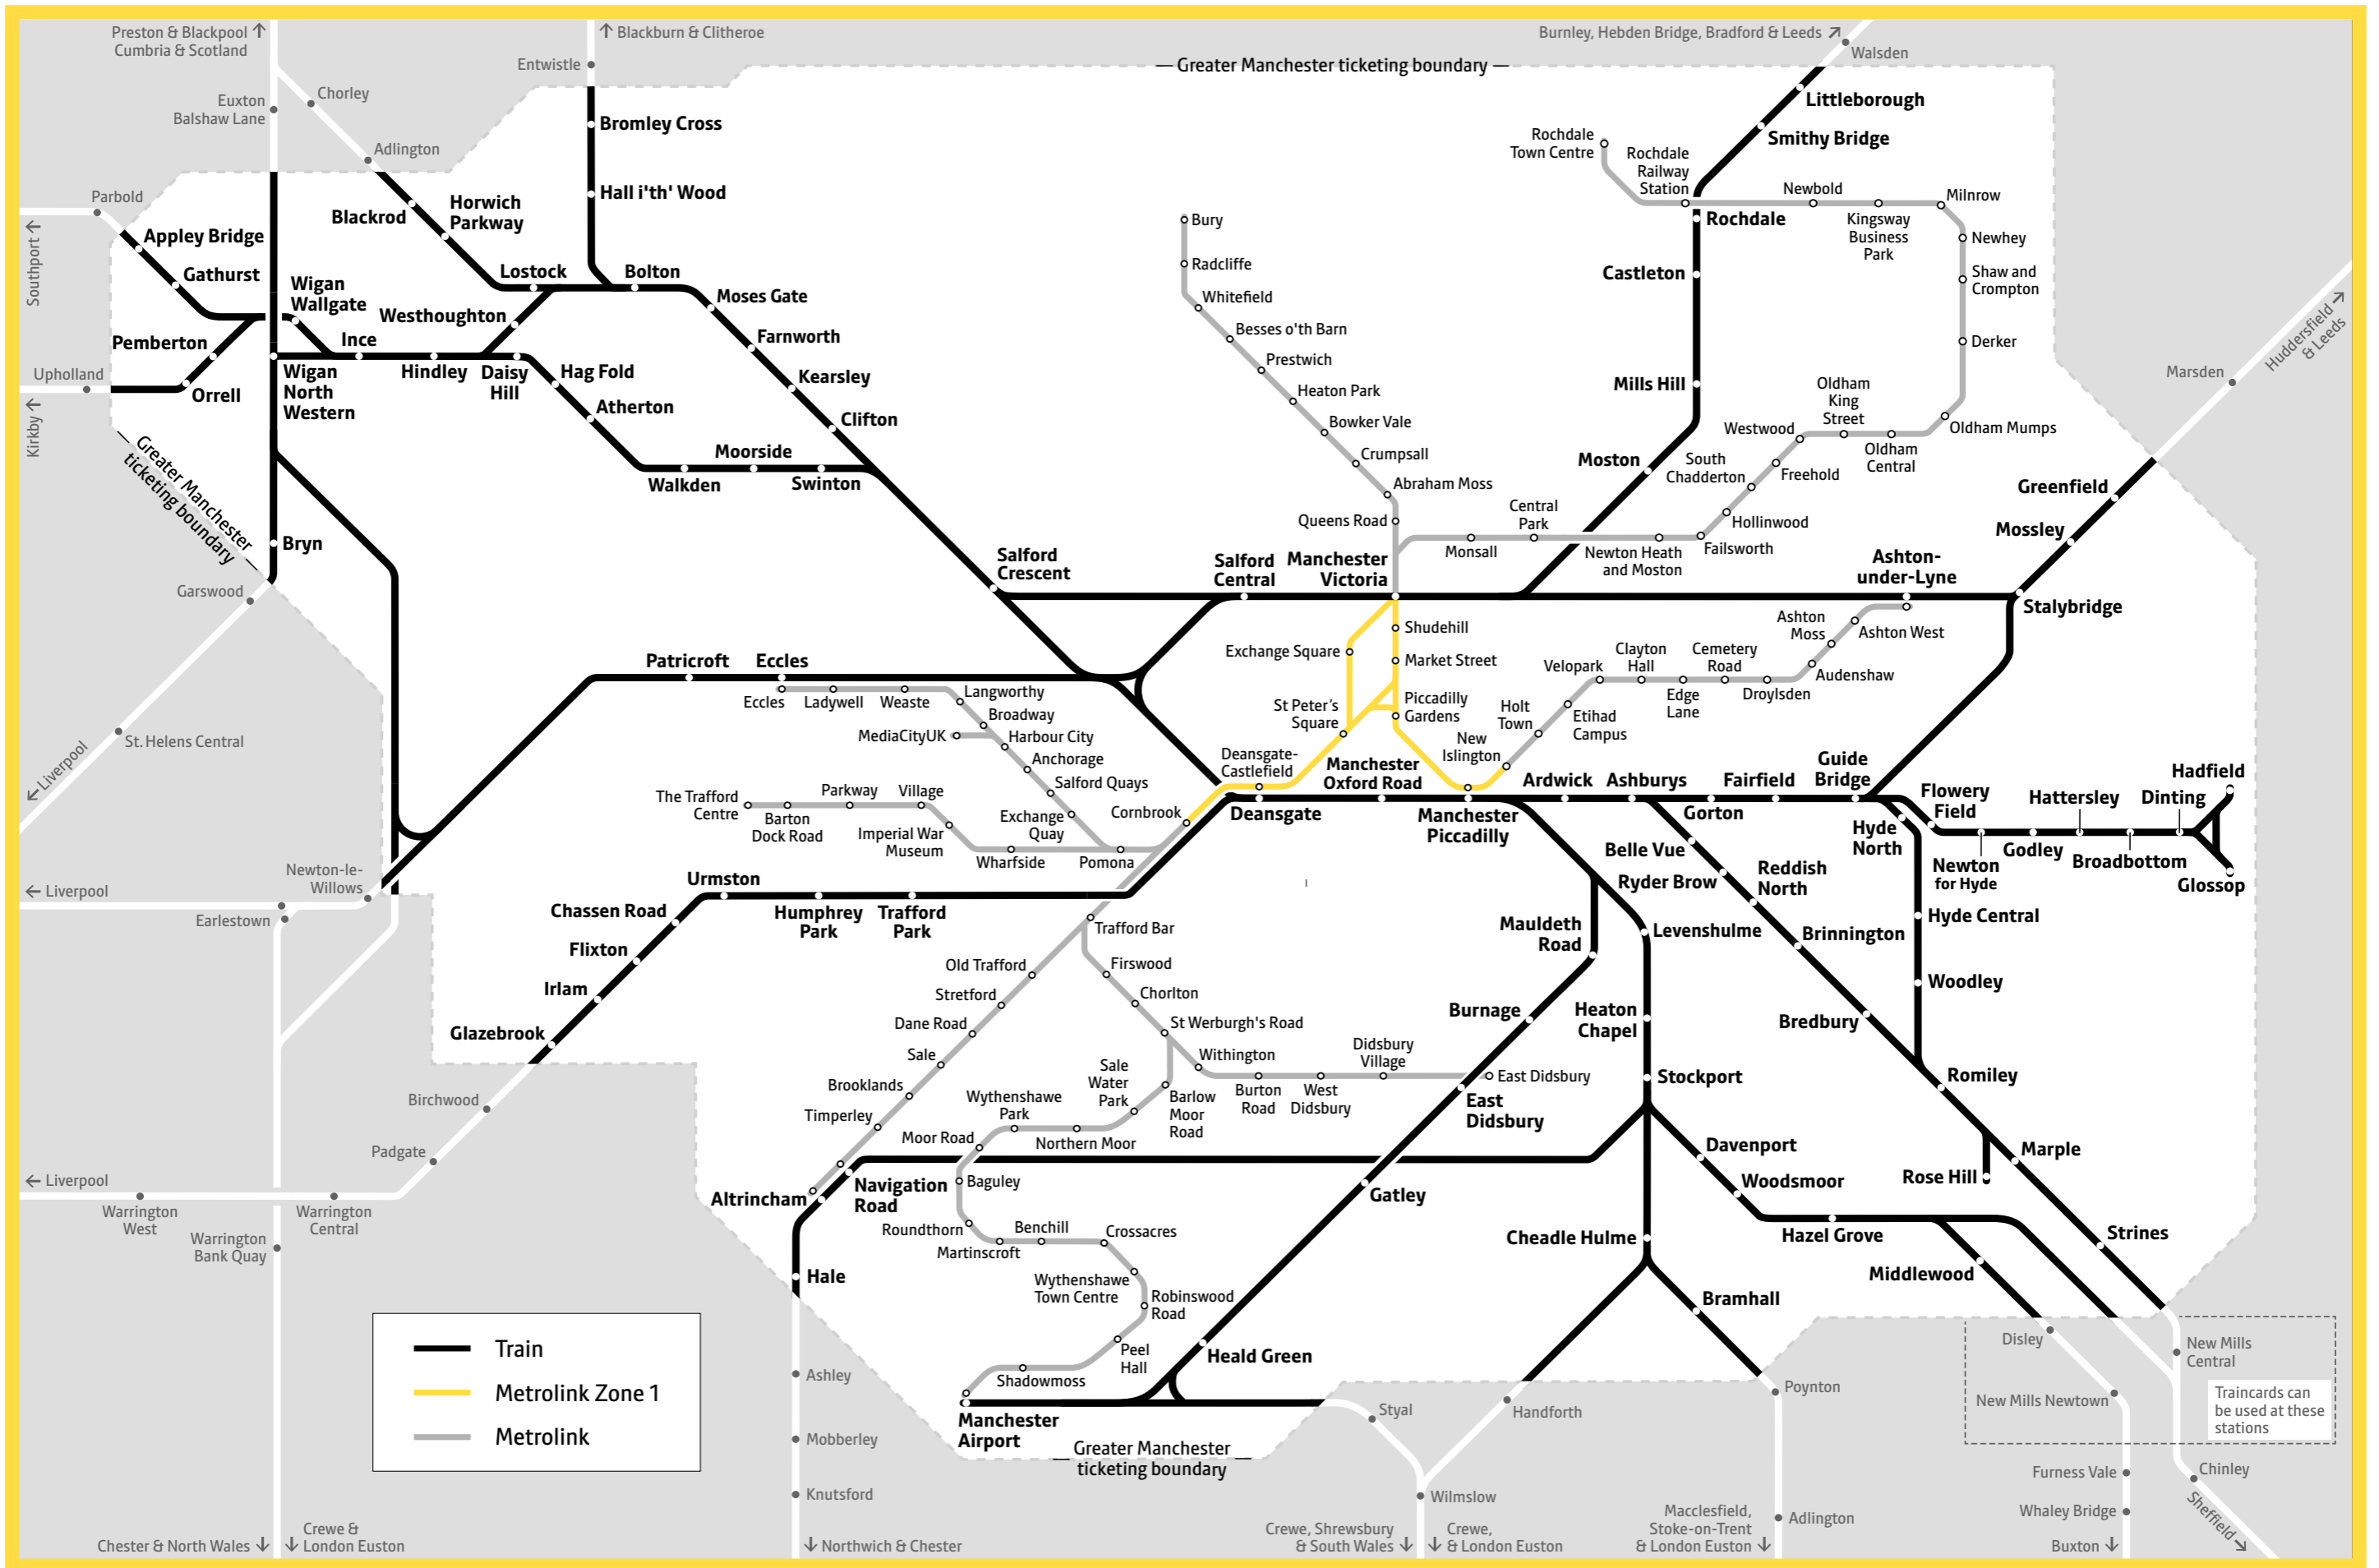 Preston & Blackpool ↑
Cumbria & Scotland
↑ Blackburn & Clitheroe
Burnley, Hebden Bridge, Bradford & Leeds ↗
Walsden
Entwistle
Greater Manchester ticketing boundary
Euxton
Balshaw Lane
Chorley
Adlington
Littleborough
Smithy Bridge
Bromley Cross
Hall i'th' Wood
Rochdale
Town Centre
Rochdale
Railway
Station
Newbold
Milnrow
Kingsway
Business
Park
Newhey
Shaw and
Crompton
Derker
Oldham Mumps
Oldham
Central
Oldham
King
Street
Westwood
Freehold
South
Chadderton
Hollinwood
Failsworth
Newton Heath
and Moston
Central
Park
Monsall
Rochdale
Castleton
Mills Hill
Moston
Parbold
Southport ↑
Appley Bridge
Gathurst
Blackrod
Horwich
Parkway
Wigan
Wallgate
Lostock
Bolton
Westhoughton
Pemberton
Ince
Upholland
Kirkby ↑
Orrell
Wigan
North
Western
Hindley
Daisy
Hill
Hag Fold
Atherton
Moorside
Walkden
Swinton
Moses Gate
Farnworth
Kearsley
Clifton
Bury
Radcliffe
Whitefield
Besses o'th Barn
Prestwich
Heaton Park
Bowker Vale
Crumpsall
Abraham Moss
Queens Road
Huddersfield ↗
& Leeds
Marsden
Greenfield
Mossley
Stalybridge
Ashton-
under-Lyne
Greater Manchester
ticketing boundary
Bryn
Garswood
Salford
Crescent
Salford
Central
Manchester
Victoria
Shudehill
Exchange Square
Market Street
Piccadilly
Gardens
St Peter's
Square
Deansgate-
Castlefield
New
Islington
Holt
Town
Etihad
Campus
Velopark
Clayton
Hall
Edge
Lane
Cemetery
Road
Droylsden
Audenshaw
Ashton
Moss
Ashton West
Patricroft
Eccles
Eccles
Ladywell
Weaste
Langworthy
Broadway
MediaCityUK
Harbour City
Anchorage
Salford Quays
Exchange
Quay
Cornbrook
Pomona
Wharfside
Imperial War
Museum
Village
Parkway
Barton
Dock Road
The Trafford
Centre
St. Helens Central
↙ Liverpool
Newton-le-
Willows
← Liverpool
Earlestown
Deansgate
Manchester
Oxford Road
Manchester
Piccadilly
Ardwick
Ashburys
Gorton
Fairfield
Guide
Bridge
Flowery
Field
Newton
for Hyde
Godley
Hattersley
Broadbottom
Dinting
Hadfield
Glossop
Hyde
North
Hyde Central
Woodley
Belle Vue
Ryder Brow
Reddish
North
Brinnington
Bredbury
Romiley
Marple
Rose Hill
Strines
Mauldeth
Road
Levenshulme
Burnage
Heaton
Chapel
Stockport
East
Didsbury
Gatley
Davenport
Woodsmoor
Hazel Grove
Middlewood
Cheadle Hulme
Bramhall
Heald Green
Urmston
Chassen Road
Humphrey
Park
Trafford
Park
Flixton
Irlam
Glazebrook
Birchwood
Padgate
← Liverpool
Warrington
West
Warrington
Central
Warrington
Bank Quay
Trafford Bar
Old Trafford
Stretford
Dane Road
Sale
Brooklands
Timperley
Firswood
Chorlton
St Werburgh's Road
Withington
Burton
Road
West
Didsbury
Didsbury
Village
East Didsbury
Barlow
Moor
Road
Sale
Water
Park
Northern Moor
Wythenshawe
Park
Moor Road
Baguley
Roundthorn
Martinscroft
Benchill
Crossacres
Wythenshawe
Town Centre
Robinswood
Road
Peel
Hall
Shadowmoss
Manchester
Airport
Altrincham
Navigation
Road
Hale
Ashley
Mobberley
Knutsford
↓ Northwich & Chester
Train
Metrolink Zone 1
Metrolink
Greater Manchester
ticketing boundary
Styal
Handforth
Wilmslow
Poynton
Adlington
Disley
New Mills
Central
New Mills Newtown
Traincards can
be used at these
stations
Furness Vale
Whaley Bridge
Buxton ↓
Chinley
Sheffield ↘
Chester & North Wales ↓
↓ Crewe &
London Euston
Crewe, Shrewsbury
& South Wales ↓
↓ Crewe,
& London Euston
Macclesfield,
Stoke-on-Trent
& London Euston ↓